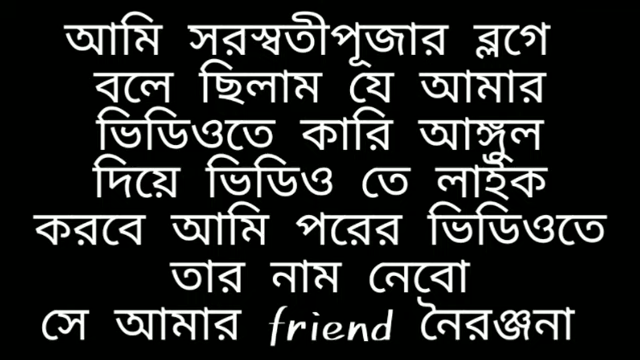 আমি সরস্বতীপূজার ব্লগে
বলে ছিলাম যে আমার
ভিডিওতে কারি আঙ্গুল
দিয়ে ভিডিও তে লাইক
করবে আমি পরের ভিডিওতে
তার নাম নেবো
সে আমার friend নৈরঞ্জনা